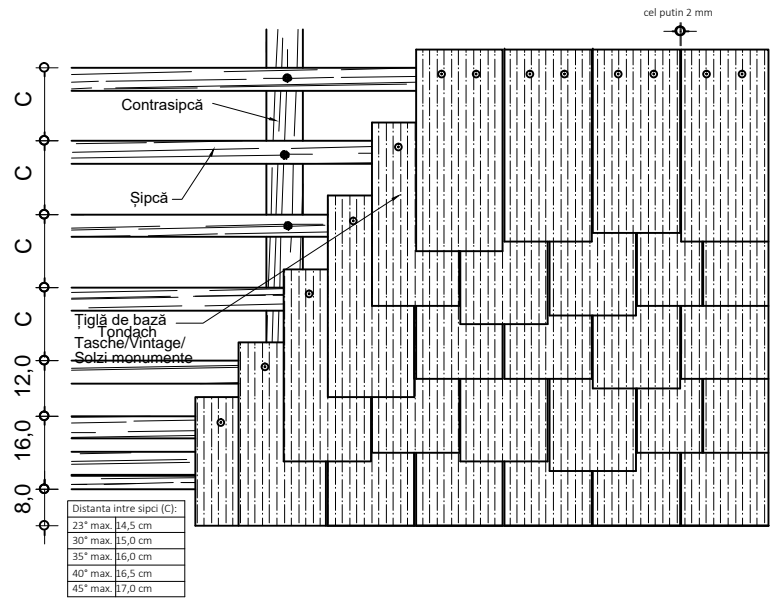 cel putin 2 mm
C
Contrasipcă
C
Șipcă
C
C
Țiglă de bază
Tondach
Tasche/Vintage/
Solzi monumente
12,0
16,0
8,0
Distanta intre sipci (C):
23° max. 14,5 cm
30° max. 15,0 cm
35° max. 16,0 cm
40° max. 16,5 cm
45° max. 17,0 cm